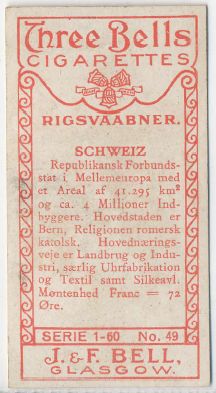 Three Bells
CIGARETTES
RIGSVAABNER.
SCHWEIZ
Republikansk Forbunds-
stat i Mellemeuropa med
et Areal af 41.295 km²
og ca. 4 Millioner Ind-
byggere. Hovedstaden er
Bern, Religionen romersk
katolsk. Hovednærings-
veje er Landbrug og Indu-
stri, særlig Uhrfabrikation
og Textil samt Silkeavl.
Møntenhed Franc = 72
Øre.
SERIE 1-60 No. 49
J. & F. BELL,
GLASGOW.